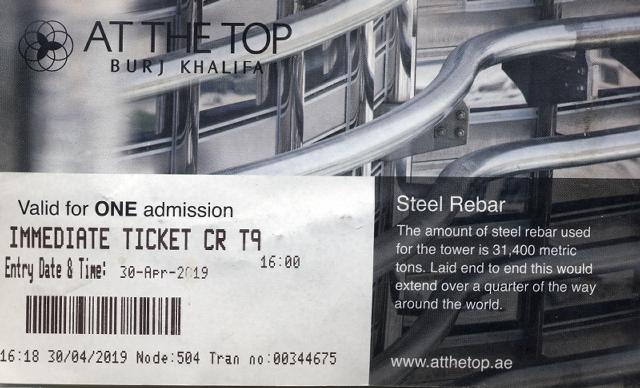 AT THE TOP
BURJ KHALIFA
Valid for ONE admission
IMMEDIATE TICKET CR T9
Entry Date & Time: 30-Apr-2019 16:00
16:18 30/04/2019 Node:504 Tran no:00344675
Steel Rebar
The amount of steel rebar used
for the tower is 31,400 metric
tons. Laid end to end this would
extend over a quarter of the way
around the world.
www.atthetop.ae